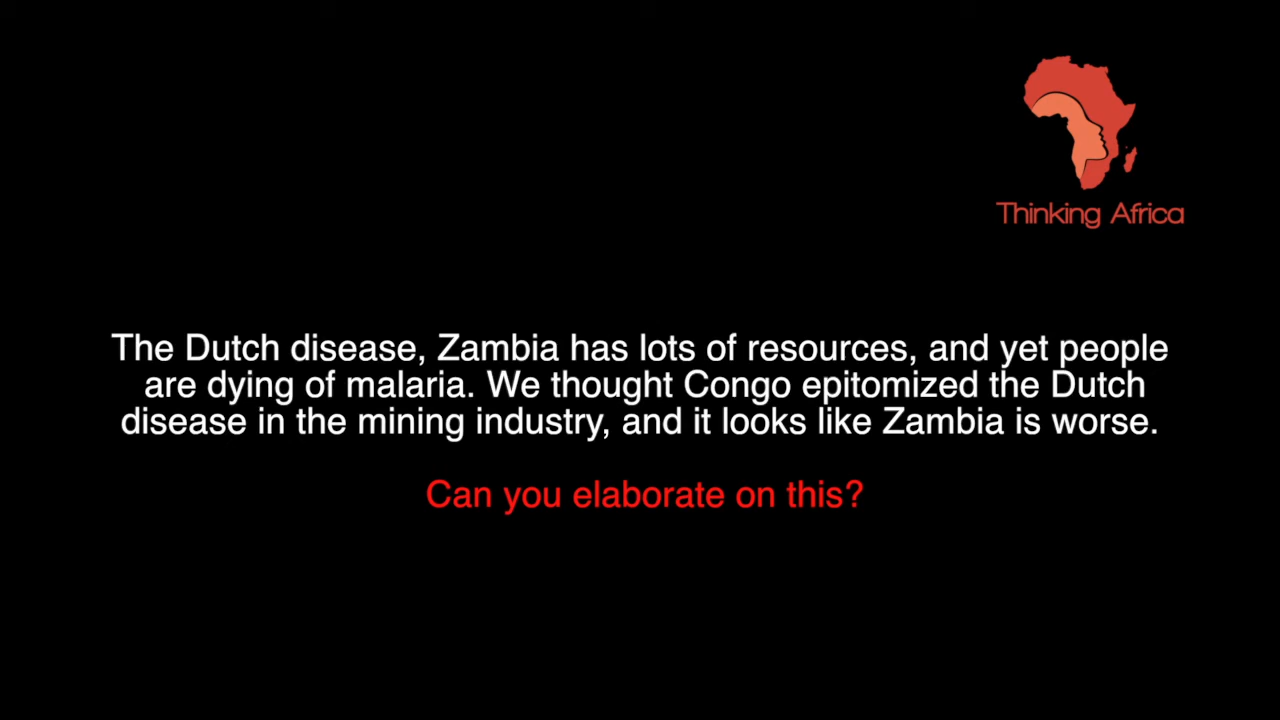 Thinking Africa
The Dutch disease, Zambia has lots of resources, and yet people
are dying of malaria. We thought Congo epitomized the Dutch
disease in the mining industry, and it looks like Zambia is worse.
Can you elaborate on this?